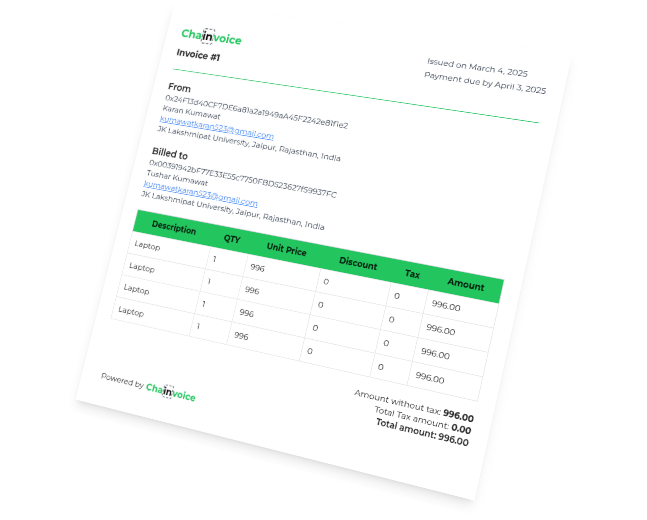 Chainvoice
Invoice #1
Issued on March 4, 2025
Payment due by April 3, 2025
From
Karan Kumawat
kumawatkaran523@gmail.com
JK Lakshmipat University, Jaipur, Rajasthan, India
Billed to
Tushar Kumawat
kumawatkaran523@gmail.com
JK Lakshmipat University, Jaipur, Rajasthan, India
Description QTY Unit Price Discount Tax Amount
Laptop 1 996 0 0 996.00
Laptop 1 996 0 0 996.00
Laptop 1 996 0 0 996.00
Laptop 1 996 0 0 996.00
Amount without tax: 996.00
Total Tax amount: 0.00
Total amount: 996.00
Powered by Chainvoice